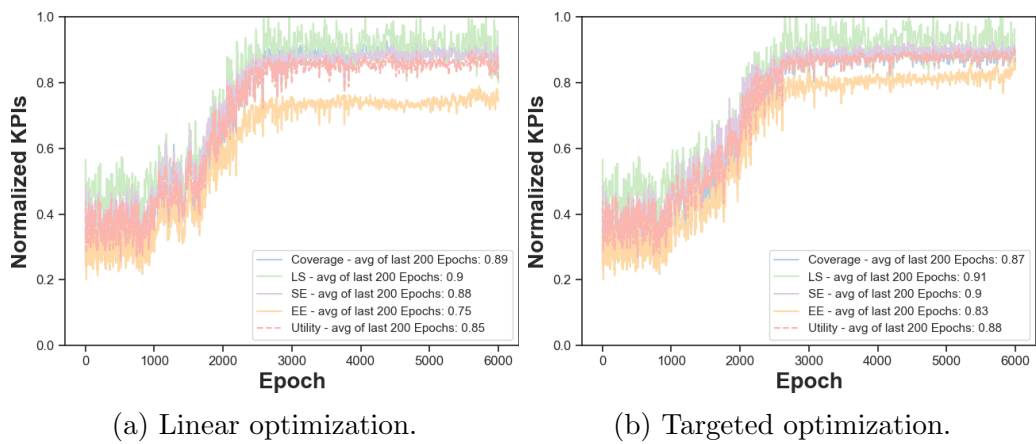 1.0
0.8
0.6
0.4
0.2
0.0
Normalized KPIs
0
1000
2000
3000
4000
5000
6000
Epoch
Coverage - avg of last 200 Epochs: 0.89
LS - avg of last 200 Epochs: 0.9
SE - avg of last 200 Epochs: 0.88
EE - avg of last 200 Epochs: 0.75
Utility - avg of last 200 Epochs: 0.85
(a) Linear optimization.
1.0
0.8
0.6
0.4
0.2
0.0
Normalized KPIs
0
1000
2000
3000
4000
5000
6000
Epoch
Coverage - avg of last 200 Epochs: 0.87
LS - avg of last 200 Epochs: 0.91
SE - avg of last 200 Epochs: 0.9
EE - avg of last 200 Epochs: 0.83
Utility - avg of last 200 Epochs: 0.88
(b) Targeted optimization.